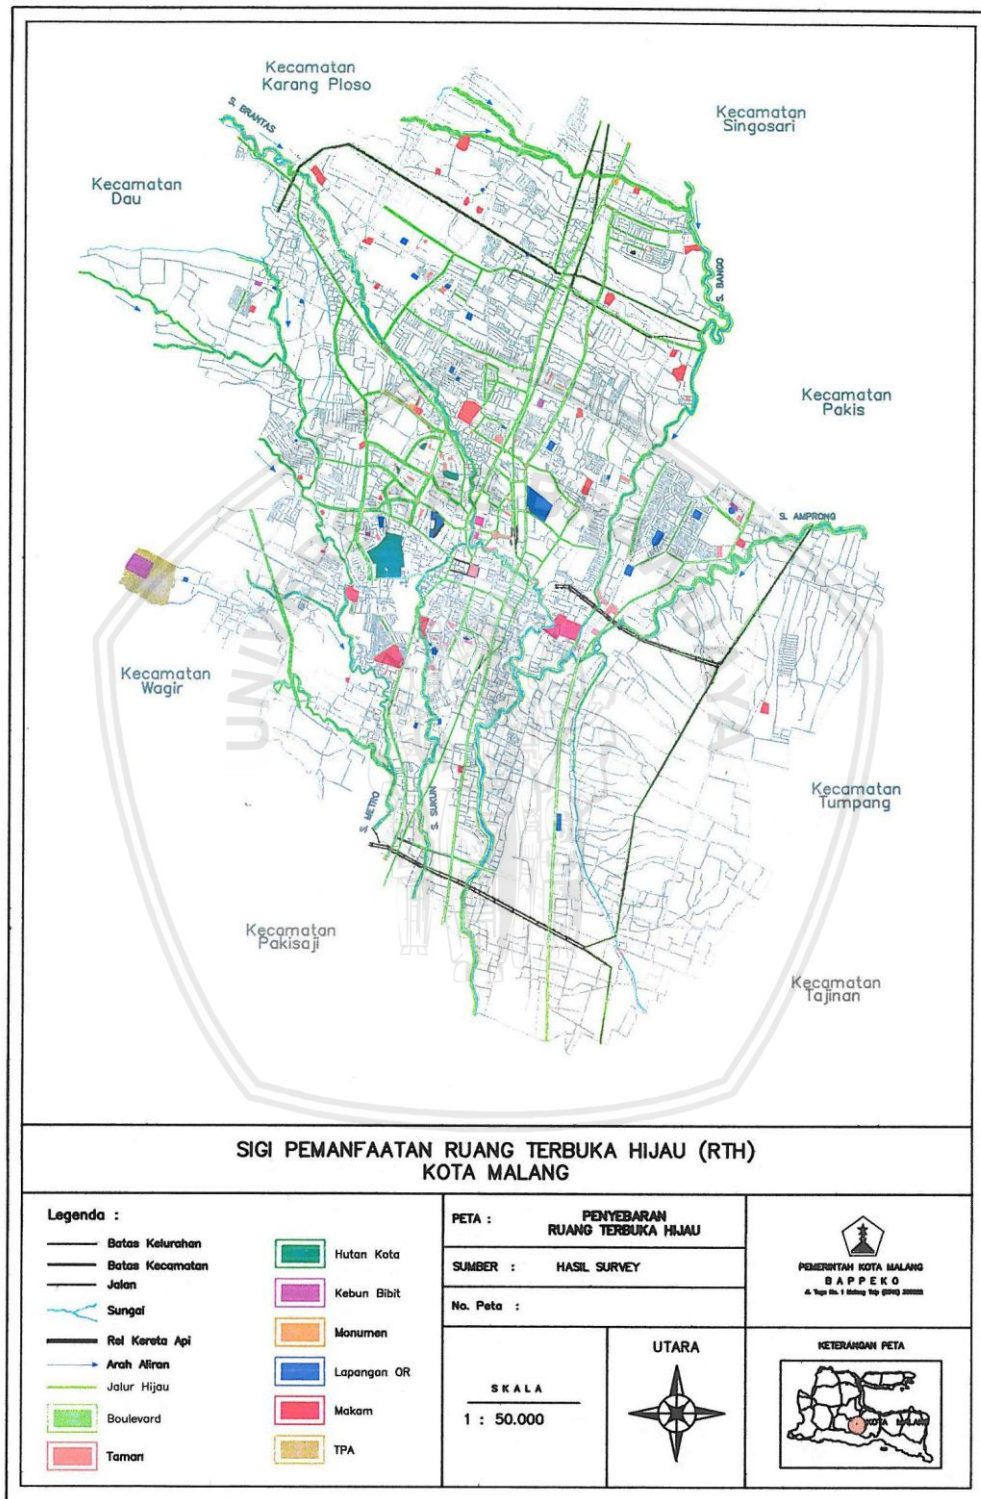 Kecamatan
Karang Ploso
Kecamatan
Singosari
S. BRANTAS
Kecamatan
Dau
S. BANGO
Kecamatan
Pakis
S. AMPRONG
Kecamatan
Wagir
Kecamatan
Tumpang
S. METRO
S. SUKUN
Kecamatan
Pakisaji
Kecamatan
Tajinan
SIGI PEMANFAATAN RUANG TERBUKA HIJAU (RTH)
KOTA MALANG
Legenda :
Batas Kelurahan
Batas Kecamatan
Jalan
Sungai
Rel Kereta Api
Arah Aliran
Jalur Hijau
Boulevard
Taman
Hutan Kota
Kebun Bibit
Monumen
Lapangan OR
Makam
TPA
PETA : PENYEBARAN
RUANG TERBUKA HIJAU
SUMBER : HASIL SURVEY
No. Peta :
SKALA
1 : 50.000
UTARA
PEMERINTAH KOTA MALANG
BAPPEKO
KETERANGAN PETA
KOTA MALANG